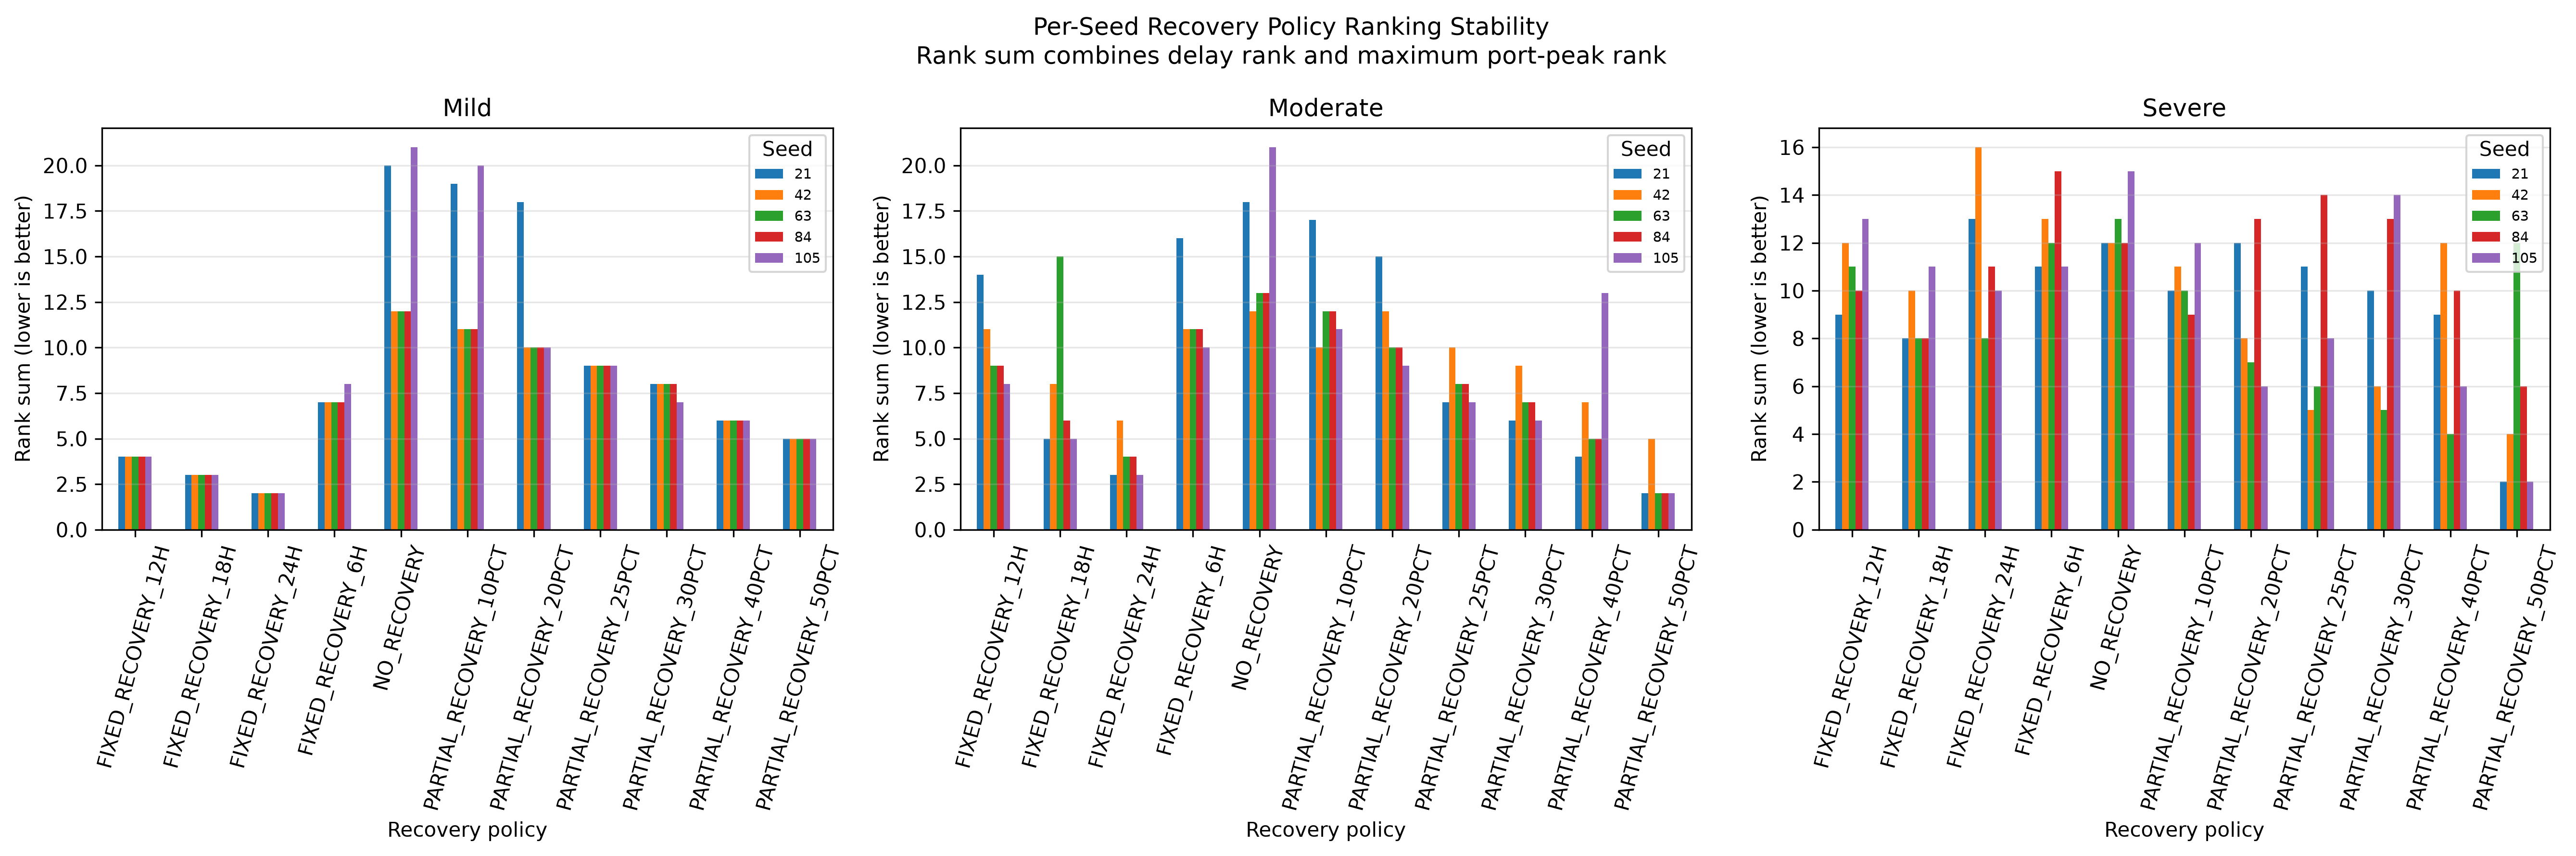 Per-Seed Recovery Policy Ranking Stability
Rank sum combines delay rank and maximum port-peak rank
Mild
Rank sum (lower is better)
20.0
17.5
15.0
12.5
10.0
7.5
5.0
2.5
0.0
Seed
21
42
63
84
105
FIXED_RECOVERY_12H
FIXED_RECOVERY_18H
FIXED_RECOVERY_24H
FIXED_RECOVERY_6H
NO_RECOVERY
PARTIAL_RECOVERY_10PCT
PARTIAL_RECOVERY_20PCT
PARTIAL_RECOVERY_25PCT
PARTIAL_RECOVERY_30PCT
PARTIAL_RECOVERY_40PCT
PARTIAL_RECOVERY_50PCT
Recovery policy
Moderate
Rank sum (lower is better)
20.0
17.5
15.0
12.5
10.0
7.5
5.0
2.5
0.0
Seed
21
42
63
84
105
FIXED_RECOVERY_12H
FIXED_RECOVERY_18H
FIXED_RECOVERY_24H
FIXED_RECOVERY_6H
NO_RECOVERY
PARTIAL_RECOVERY_10PCT
PARTIAL_RECOVERY_20PCT
PARTIAL_RECOVERY_25PCT
PARTIAL_RECOVERY_30PCT
PARTIAL_RECOVERY_40PCT
PARTIAL_RECOVERY_50PCT
Recovery policy
Severe
Rank sum (lower is better)
16
14
12
10
8
6
4
2
0
Seed
21
42
63
84
105
FIXED_RECOVERY_12H
FIXED_RECOVERY_18H
FIXED_RECOVERY_24H
FIXED_RECOVERY_6H
NO_RECOVERY
PARTIAL_RECOVERY_10PCT
PARTIAL_RECOVERY_20PCT
PARTIAL_RECOVERY_25PCT
PARTIAL_RECOVERY_30PCT
PARTIAL_RECOVERY_40PCT
PARTIAL_RECOVERY_50PCT
Recovery policy